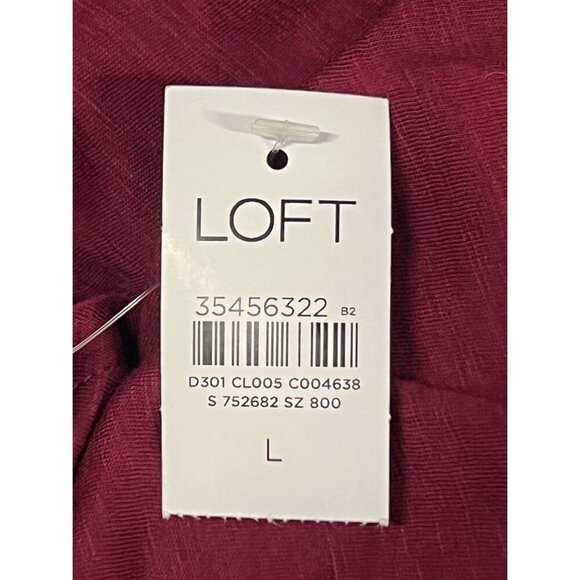 LOFT
35456322 B2
D301 CL005 C004638
S 752682 SZ 800
L